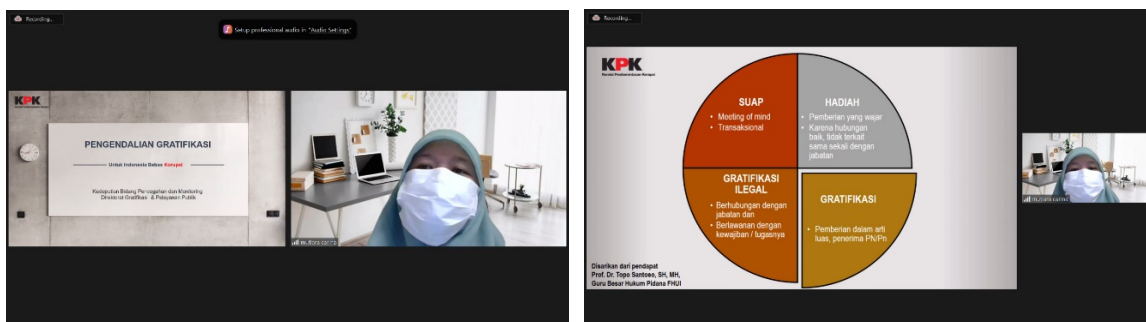 Recording...
Setup professional audio in "Audio Settings"
KPK
PENGENDALIAN GRATIFIKASI
Untuk Indonesia Bebas Korupsi
Kedeputian Bidang Pencegahan dan Monitoring
Direktorat Gratifikasi & Pelayanan Publik
mutiara carina
Recording...
KPK
Komisi Pemberantasan Korupsi
SUAP
• Meeting of mind
• Transaksional
HADIAH
• Pemberian yang wajar
• Karena hubungan
baik, tidak terkait
sama sekali dengan
jabatan
GRATIFIKASI
ILEGAL
• Berhubungan dengan
jabatan dan
• Berlawanan dengan
kewajiban / tugasnya
GRATIFIKASI
• Pemberian dalam arti
luas, penerima PN/Pn
Disarikan dari pendapat
Prof. Dr. Topo Santoso, SH, MH,
Guru Besar Hukum Pidana FHUI
mutiara carina